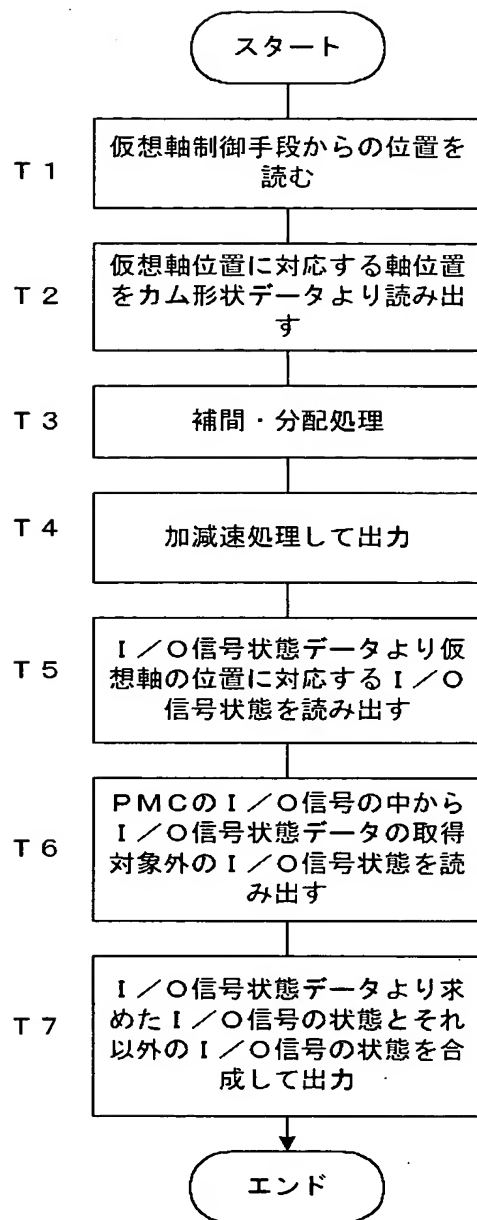 スタート
T1
仮想軸制御手段からの位置を
読む
T2
仮想軸位置に対応する軸位置
をカム形状データより読み出
す
T3
補間・分配処理
T4
加減速処理して出力
T5
I/O信号状態データより仮
想軸の位置に対応するI/O
信号状態を読み出す
T6
PMCのI/O信号の中から
I/O信号状態データの取得
対象外のI/O信号状態を読
み出す
T7
I/O信号状態データより求
めたI/O信号の状態とそれ
以外のI/O信号の状態を合
成して出力
エンド